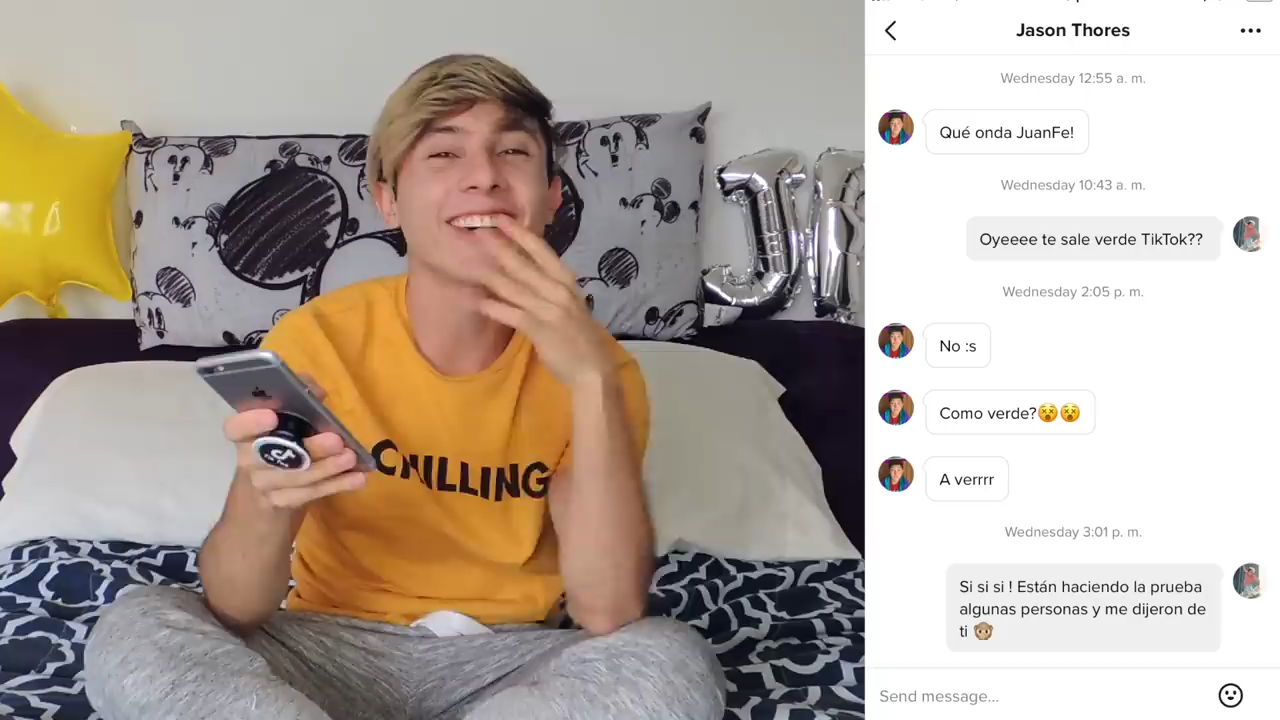 CHILLING
Jason Thores
Wednesday 12:55 a. m.
Qué onda JuanFe!
Wednesday 10:43 a. m.
Oyeeee te sale verde TikTok??
Wednesday 2:05 p. m.
No :s
Como verde?😵😵
A verrrr
Wednesday 3:01 p. m.
Si si si ! Están haciendo la prueba
algunas personas y me dijeron de
ti 🙊
Send message...